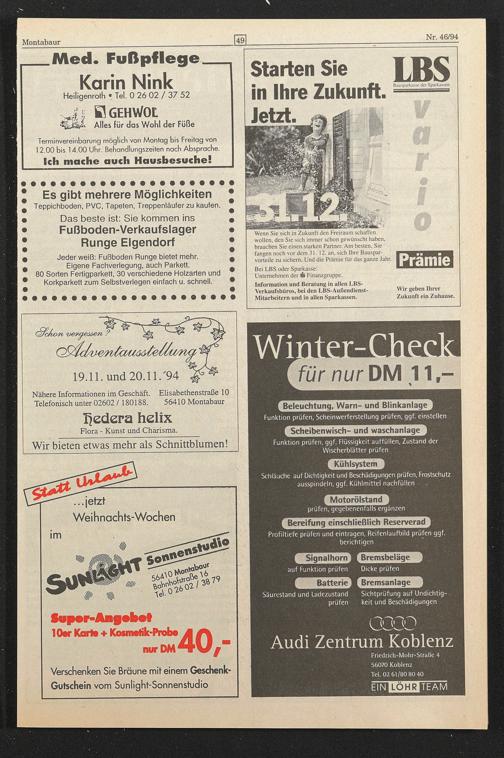 Montabaur
49
Nr. 46/94
Med. Fußpflege
Karin Nink
Heiligenroth • Tel. 0 26 02 / 37 52
GEHWOL
Alles für das Wohl der Füße
Terminvereinbarung möglich von Montag bis Freitag von
12.00 bis 14.00 Uhr. Behandlungszeiten nach Absprache.
Ich mache auch Hausbesuche!
Es gibt mehrere Möglichkeiten
Teppichboden, PVC, Tapeten, Treppenläufer zu kaufen.
Das beste ist: Sie kommen ins
Fußboden-Verkaufslager
Runge Elgendorf
Jeder weiß: Fußboden Runge bietet mehr.
Eigene Fachverlegung, auch Parkett.
80 Sorten Fertigparkett, 30 verschiedene Holzarten und
Korkparkett zum Selbstverlegen einfach u. schnell.
Schon vergessen?
Adventausstellung
19.11. und 20.11.'94
Nähere Informationen im Geschäft. Elisabethenstraße 10
Telefonisch unter 02602 / 180188. 56410 Montabaur
hedera helix
Flora - Kunst und Charisma.
Wir bieten etwas mehr als Schnittblumen!
Statt Urlaub
...jetzt
Weihnachts-Wochen
im
SUNLIGHT Sonnenstudio
56410 Montabaur
Bahnhofstraße 16
Tel. 0 26 02 / 38 79
Super-Angebot
10er Karte + Kosmetik-Probe
nur DM 40,-
Verschenken Sie Bräune mit einem Geschenk-
Gutschein vom Sunlight-Sonnenstudio
Starten Sie
in Ihre Zukunft.
Jetzt.
LBS
Bausparkasse der Sparkassen
vario
31.12.
Wenn Sie sich in Zukunft den Freiraum schaffen
wollen, den Sie sich immer schon gewünscht haben,
brauchen Sie einen starken Partner. Am besten, Sie
fangen noch vor dem 31. 12. an, sich Ihre Bauspar-
vorteile zu sichern. Und die Prämie für das ganze Jahr.
Bei LBS oder Sparkasse:
Unternehmen der Finanzgruppe.
Information und Beratung in allen LBS-
Verkaufsbüros, bei den LBS-Außendienst-
Mitarbeitern und in allen Sparkassen.
Prämie
Wir geben Ihrer
Zukunft ein Zuhause.
Winter-Check
für nur DM 11,–
Beleuchtung, Warn- und Blinkanlage
Funktion prüfen, Scheinwerferstellung prüfen, ggf. einstellen
Scheibenwisch- und waschanlage
Funktion prüfen, ggf. Flüssigkeit auffüllen, Zustand der
Wischerblätter prüfen
Kühlsystem
Schläuche auf Dichtigkeit und Beschädigungen prüfen, Frostschutz
ausspindeln, ggf. Kühlmittel nachfüllen
Motorölstand
prüfen, gegebenenfalls ergänzen
Bereifung einschließlich Reserverad
Profiltiefe prüfen und eintragen, Reifenlaufbild prüfen ggf.
berichtigen
Signalhorn
auf Funktion prüfen
Bremsbeläge
Dicke prüfen
Batterie
Säurestand und Ladezustand
prüfen
Bremsanlage
Sichtprüfung auf Undichtig-
keit und Beschädigungen
Audi Zentrum Koblenz
Friedrich-Mohr-Straße 4
56070 Koblenz
Tel. 02 61/80 80 40
EIN LÖHR TEAM